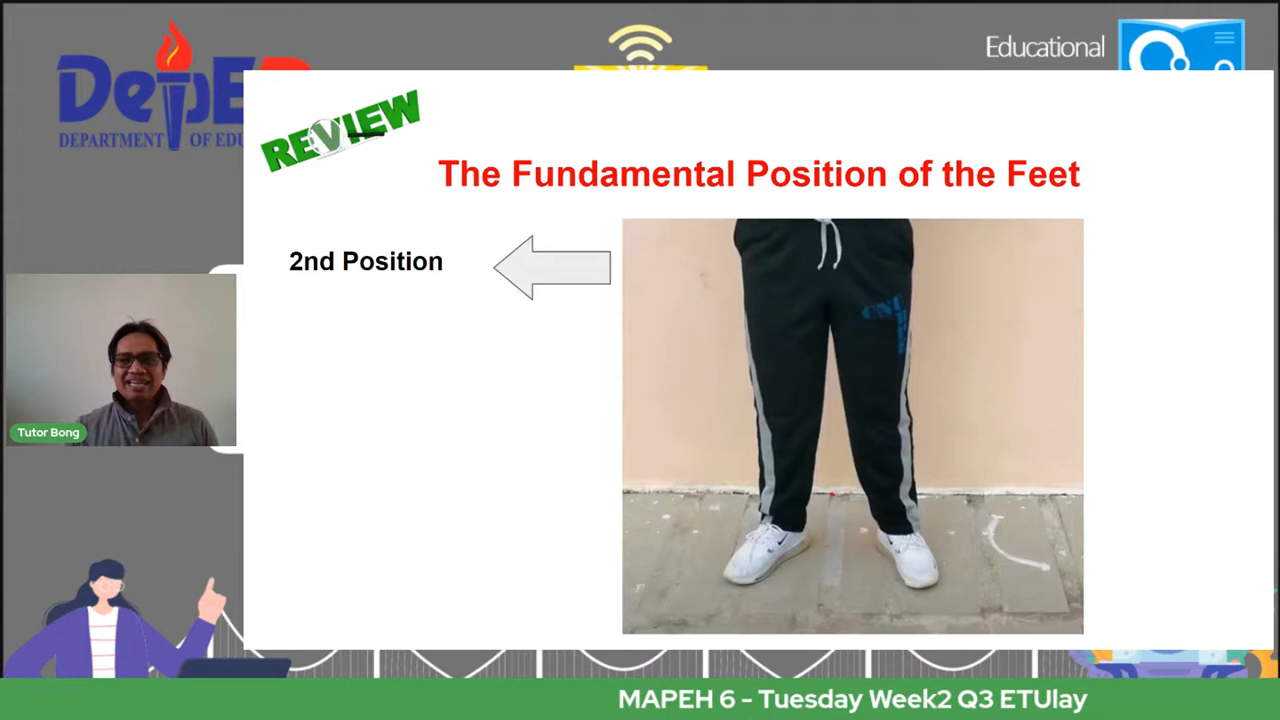 DepED
DEPARTMENT OF EDU
Educational
REVIEW
The Fundamental Position of the Feet
2nd Position
Tutor Bong
MAPEH 6 - Tuesday Week2 Q3 ETUlay